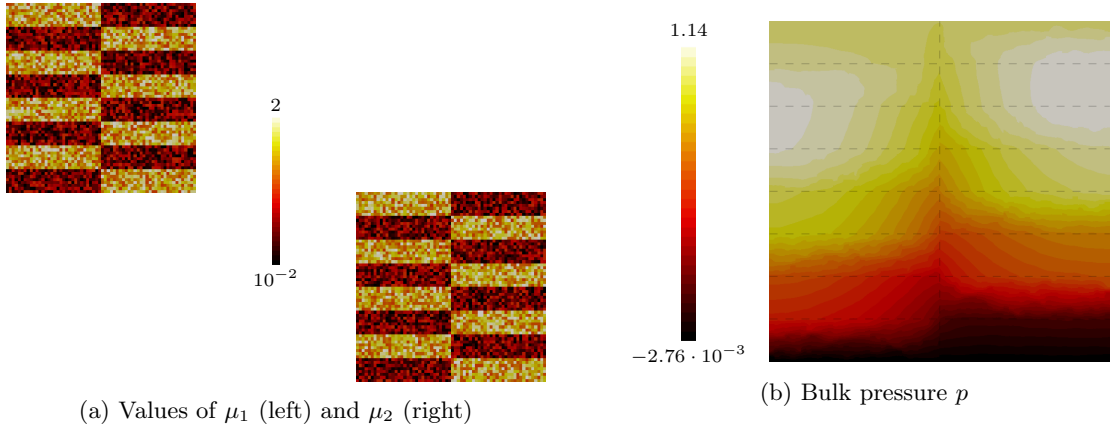 2
10⁻²
(a) Values of μ₁ (left) and μ₂ (right)
1.14
−2.76 · 10⁻³
(b) Bulk pressure p